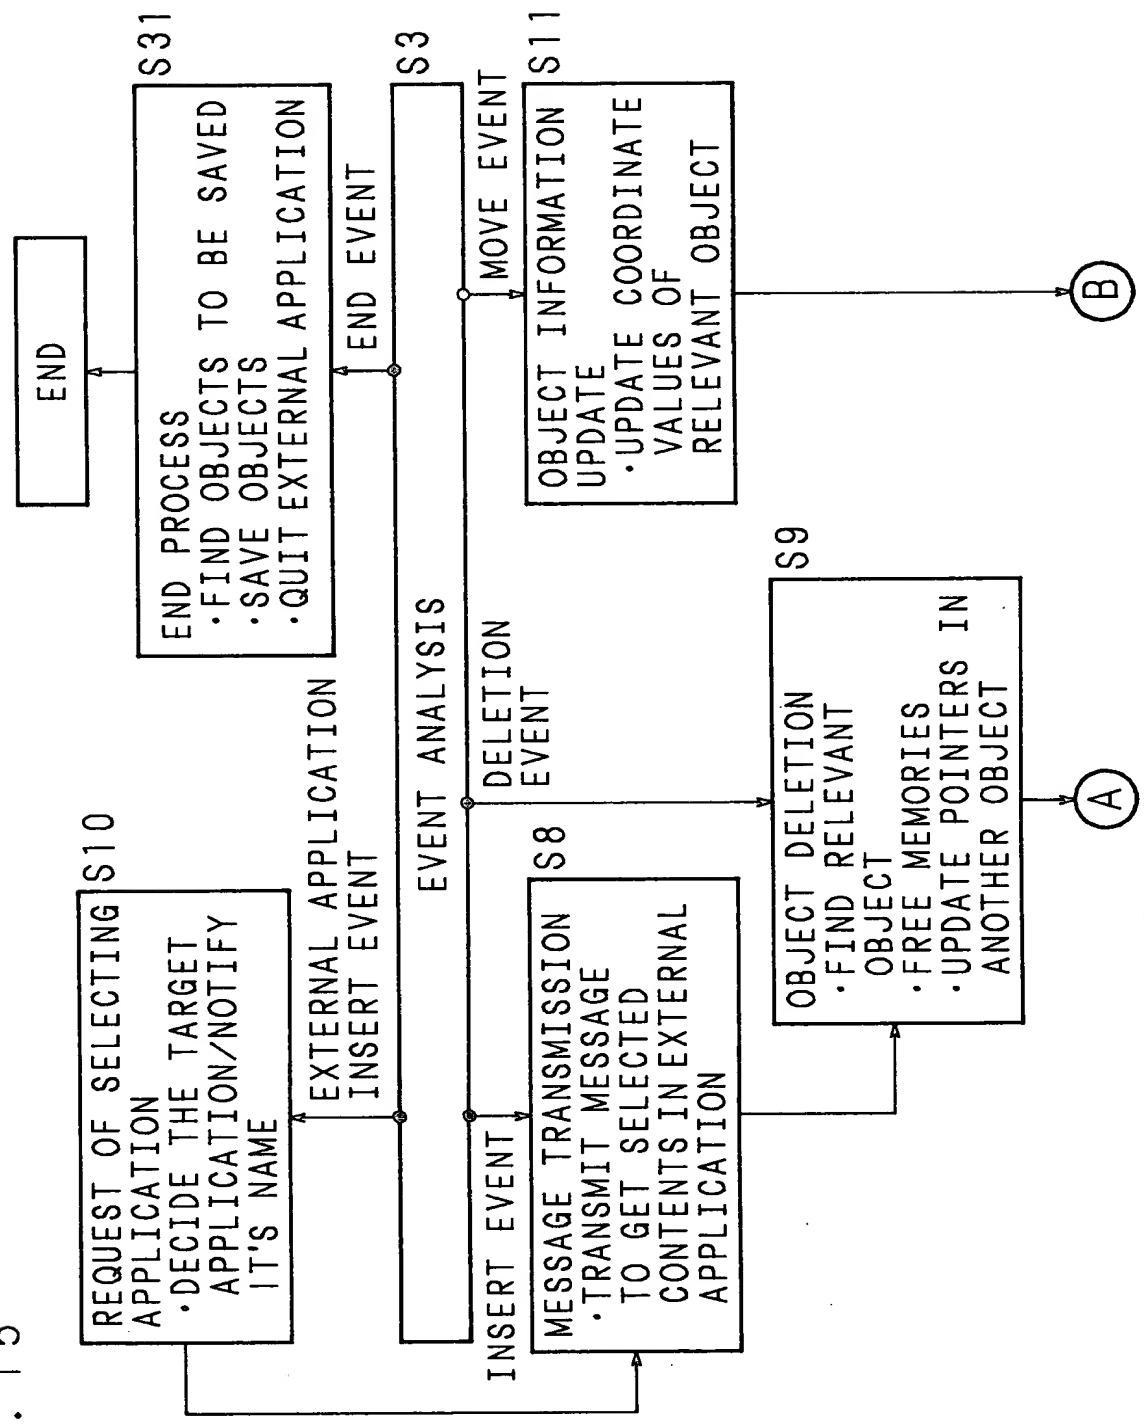 END
S31
END PROCESS
·FIND OBJECTS TO BE SAVED
·SAVE OBJECTS
·QUIT EXTERNAL APPLICATION
S10
REQUEST OF SELECTING
APPLICATION
·DECIDE THE TARGET
APPLICATION/NOTIFY
IT'S NAME
EXTERNAL APPLICATION
INSERT EVENT
END EVENT
S3
EVENT ANALYSIS
INSERT EVENT
DELETION
EVENT
MOVE EVENT
S8
MESSAGE TRANSMISSION
·TRANSMIT MESSAGE
TO GET SELECTED
CONTENTS IN EXTERNAL
APPLICATION
S11
OBJECT INFORMATION
UPDATE
·UPDATE COORDINATE
VALUES OF
RELEVANT OBJECT
S9
OBJECT DELETION
·FIND RELEVANT
OBJECT
·FREE MEMORIES
·UPDATE POINTERS IN
ANOTHER OBJECT
A
B